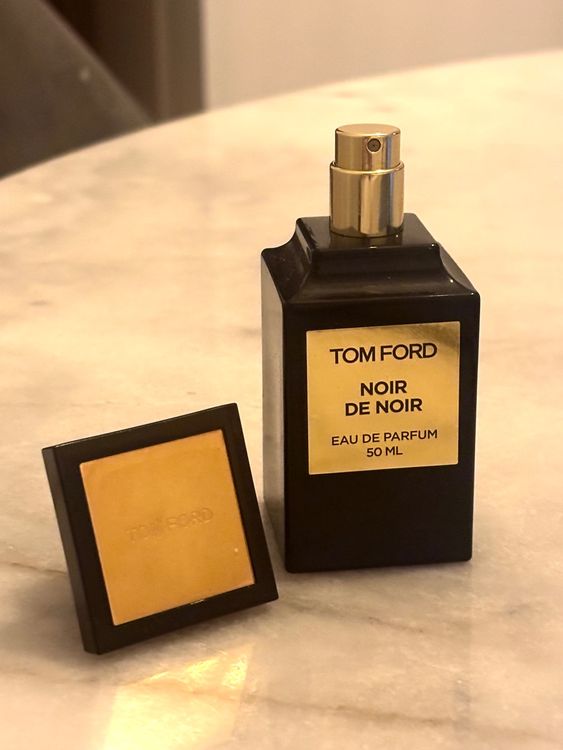 TOM FORD
NOIR
DE NOIR
EAU DE PARFUM
50 ML
TOM FORD